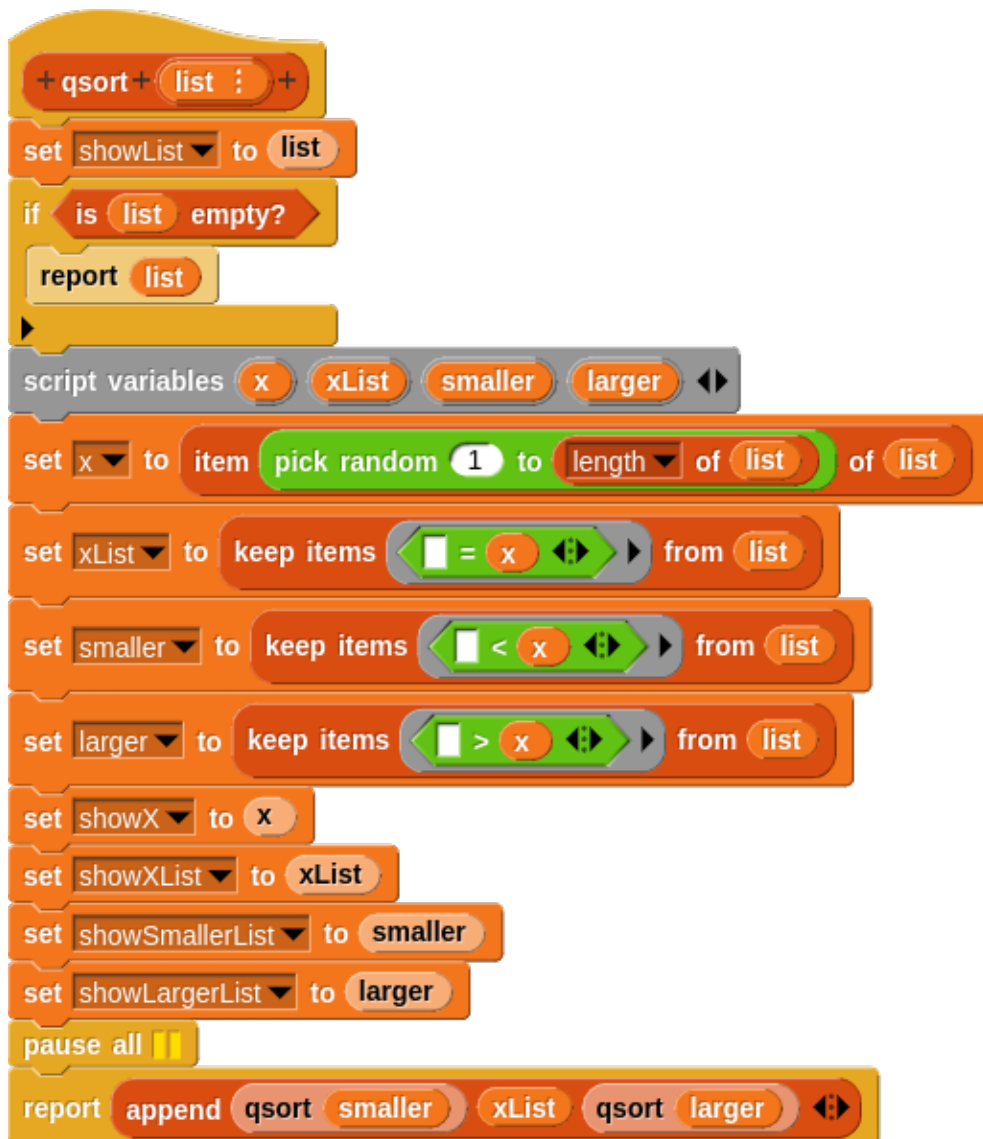 + qsort + list ⋮ +
set showList to list
if is list empty?
report list
script variables x xList smaller larger
set x to item pick random 1 to length of list of list
set xList to keep items = x from list
set smaller to keep items < x from list
set larger to keep items > x from list
set showX to x
set showXList to xList
set showSmallerList to smaller
set showLargerList to larger
pause all
report append qsort smaller xList qsort larger